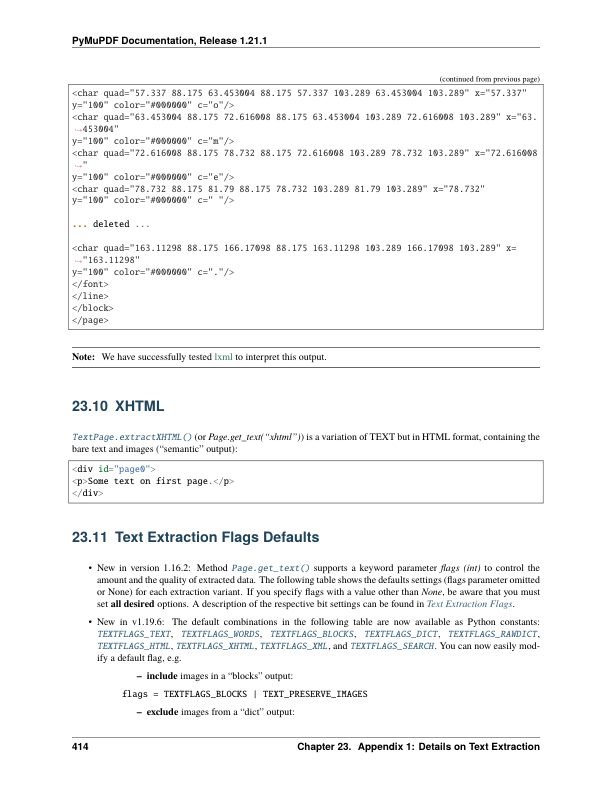 PyMuPDF Documentation, Release 1.21.1
(continued from previous page)
<char quad="57.337 88.175 63.453004 88.175 57.337 103.289 63.453004 103.289" x="57.337"
y="100" color="#000000" c="o"/>
<char quad="63.453004 88.175 72.616008 88.175 63.453004 103.289 72.616008 103.289" x="63.
↪453004"
y="100" color="#000000" c="m"/>
<char quad="72.616008 88.175 78.732 88.175 72.616008 103.289 78.732 103.289" x="72.616008
↪"
y="100" color="#000000" c="e"/>
<char quad="78.732 88.175 81.79 88.175 78.732 103.289 81.79 103.289" x="78.732"
y="100" color="#000000" c=" "/>
... deleted ...
<char quad="163.11298 88.175 166.17098 88.175 163.11298 103.289 166.17098 103.289" x=
↪"163.11298"
y="100" color="#000000" c="."/>
</font>
</line>
</block>
</page>
Note: We have successfully tested lxml to interpret this output.
23.10 XHTML
TextPage.extractXHTML() (or Page.get_text(“xhtml”)) is a variation of TEXT but in HTML format, containing the
bare text and images (“semantic” output):
<div id="page0">
<p>Some text on first page.</p>
</div>
23.11 Text Extraction Flags Defaults
• New in version 1.16.2: Method Page.get_text() supports a keyword parameter flags (int) to control the
amount and the quality of extracted data. The following table shows the defaults settings (flags parameter omitted
or None) for each extraction variant. If you specify flags with a value other than None, be aware that you must
set all desired options. A description of the respective bit settings can be found in Text Extraction Flags.
• New in v1.19.6: The default combinations in the following table are now available as Python constants:
TEXTFLAGS_TEXT, TEXTFLAGS_WORDS, TEXTFLAGS_BLOCKS, TEXTFLAGS_DICT, TEXTFLAGS_RAWDICT,
TEXTFLAGS_HTML, TEXTFLAGS_XHTML, TEXTFLAGS_XML, and TEXTFLAGS_SEARCH. You can now easily mod-
ify a default flag, e.g.
– include images in a “blocks” output:
flags = TEXTFLAGS_BLOCKS | TEXT_PRESERVE_IMAGES
– exclude images from a “dict” output:
414
Chapter 23. Appendix 1: Details on Text Extraction